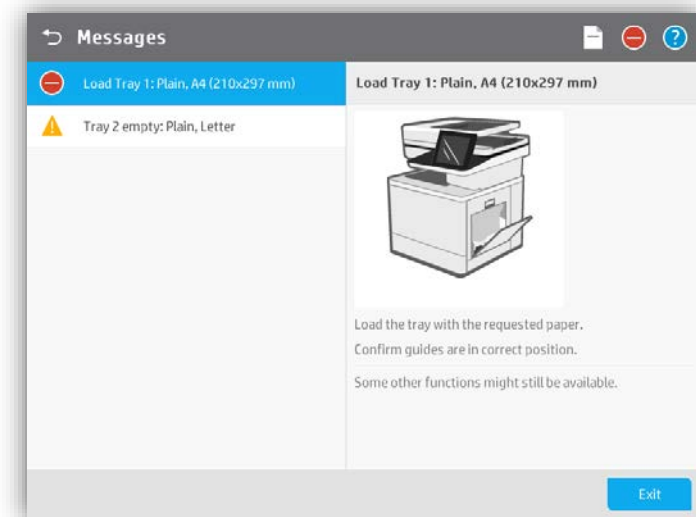 Messages
?
Load Tray 1: Plain, A4 (210x297 mm)
Tray 2 empty: Plain, Letter
Load Tray 1: Plain, A4 (210x297 mm)
Load the tray with the requested paper.
Confirm guides are in correct position.
Some other functions might still be available.
Exit